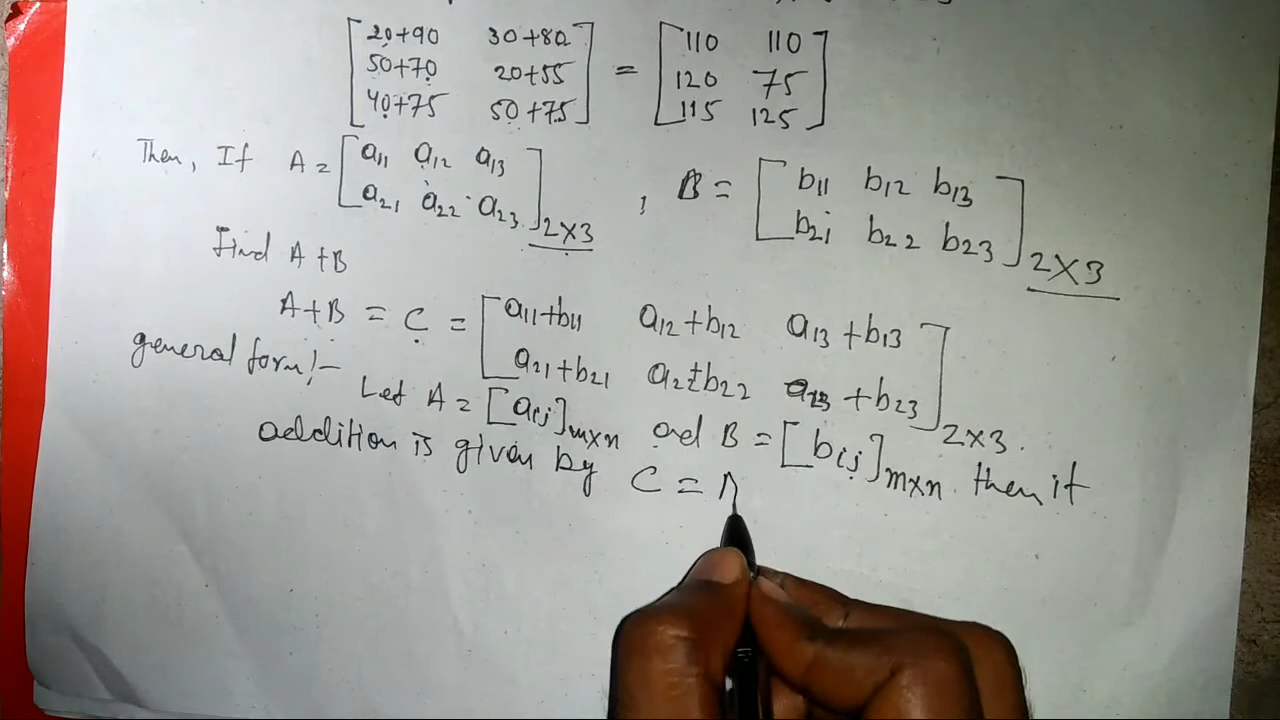 [20+90 30+80] = [110 110]
[50+70 20+55] [120 75]
[40+75 50+75] [115 125]
Then, If A = [a11 a12 a13 , B = [b11 b12 b13
a21 a22 a23]2×3 b21 b22 b23]2×3
Find A+B
A+B = C = [a11+b11 a12+b12 a13+b13
a21+b21 a2+b22 a23+b23]2×3.
general form:-
Let A = [aij]m×n ad B = [bij]m×n then it
addition is given by C = A